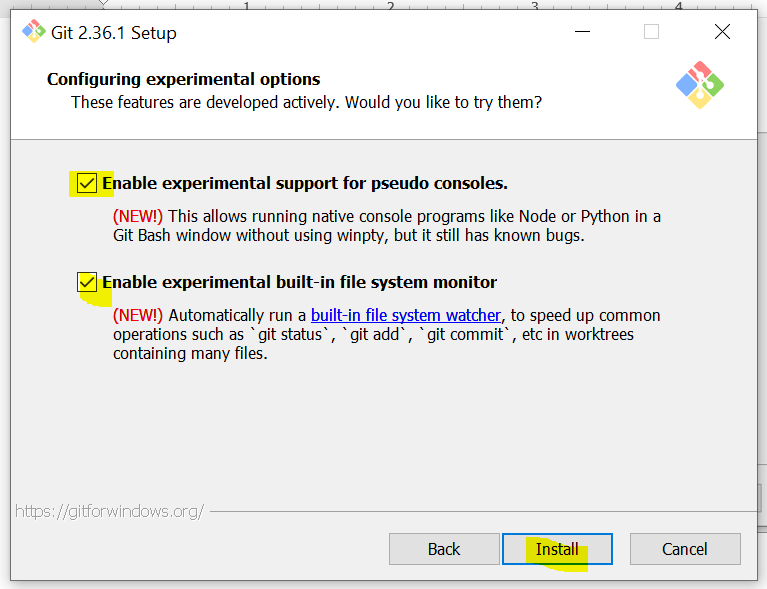 1 2 3 4
Git 2.36.1 Setup
Configuring experimental options
These features are developed actively. Would you like to try them?
Enable experimental support for pseudo consoles.
(NEW!) This allows running native console programs like Node or Python in a
Git Bash window without using winpty, but it still has known bugs.
Enable experimental built-in file system monitor
(NEW!) Automatically run a built-in file system watcher, to speed up common
operations such as `git status`, `git add`, `git commit`, etc in worktrees
containing many files.
https://gitforwindows.org/
Back Install Cancel